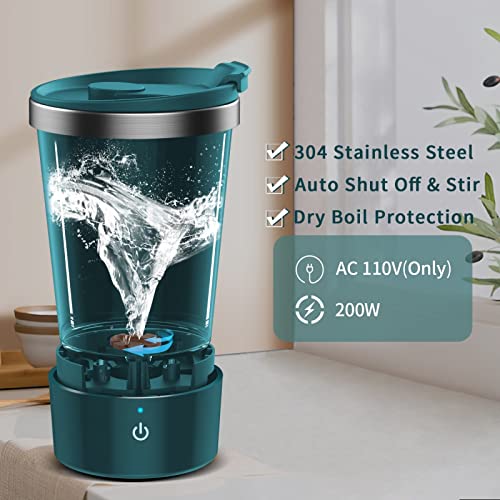 304 Stainless Steel
Auto Shut Off & Stir
Dry Boil Protection
AC 110V(Only)
200W